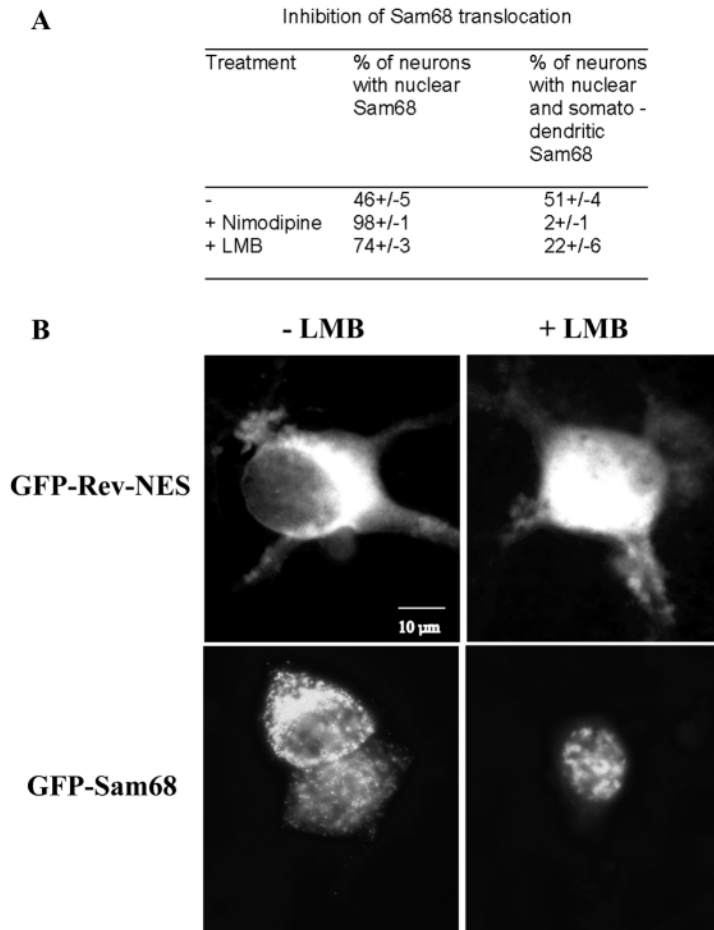 A
Inhibition of Sam68 translocation
Treatment
% of neurons
with nuclear
Sam68
% of neurons
with nuclear
and somato -
dendritic
Sam68
- 46+/-5 51+/-4
+ Nimodipine 98+/-1 2+/-1
+ LMB 74+/-3 22+/-6
B
- LMB + LMB
GFP-Rev-NES
10 µm
GFP-Sam68